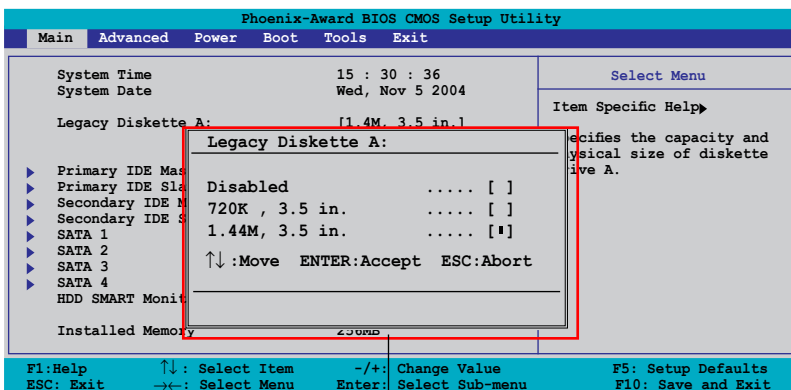 Phoenix-Award BIOS CMOS Setup Utility
Main Advanced Power Boot Tools Exit
System Time 15 : 30 : 36
System Date Wed, Nov 5 2004
Legacy Diskette A: [1.4M, 3.5 in.]
Primary IDE Mas
Primary IDE Sla
Secondary IDE M
Secondary IDE S
SATA 1
SATA 2
SATA 3
SATA 4
HDD SMART Monit
Installed Memory 256MB
Select Menu
Item Specific Help
ecifies the capacity and
ysical size of diskette
ive A.
Legacy Diskette A:
Disabled ..... [ ]
720K , 3.5 in. ..... [ ]
1.44M, 3.5 in. ..... [▮]
↑↓ :Move ENTER:Accept ESC:Abort
F1:Help ↑↓ : Select Item -/+: Change Value F5: Setup Defaults
ESC: Exit →←: Select Menu Enter: Select Sub-menu F10: Save and Exit